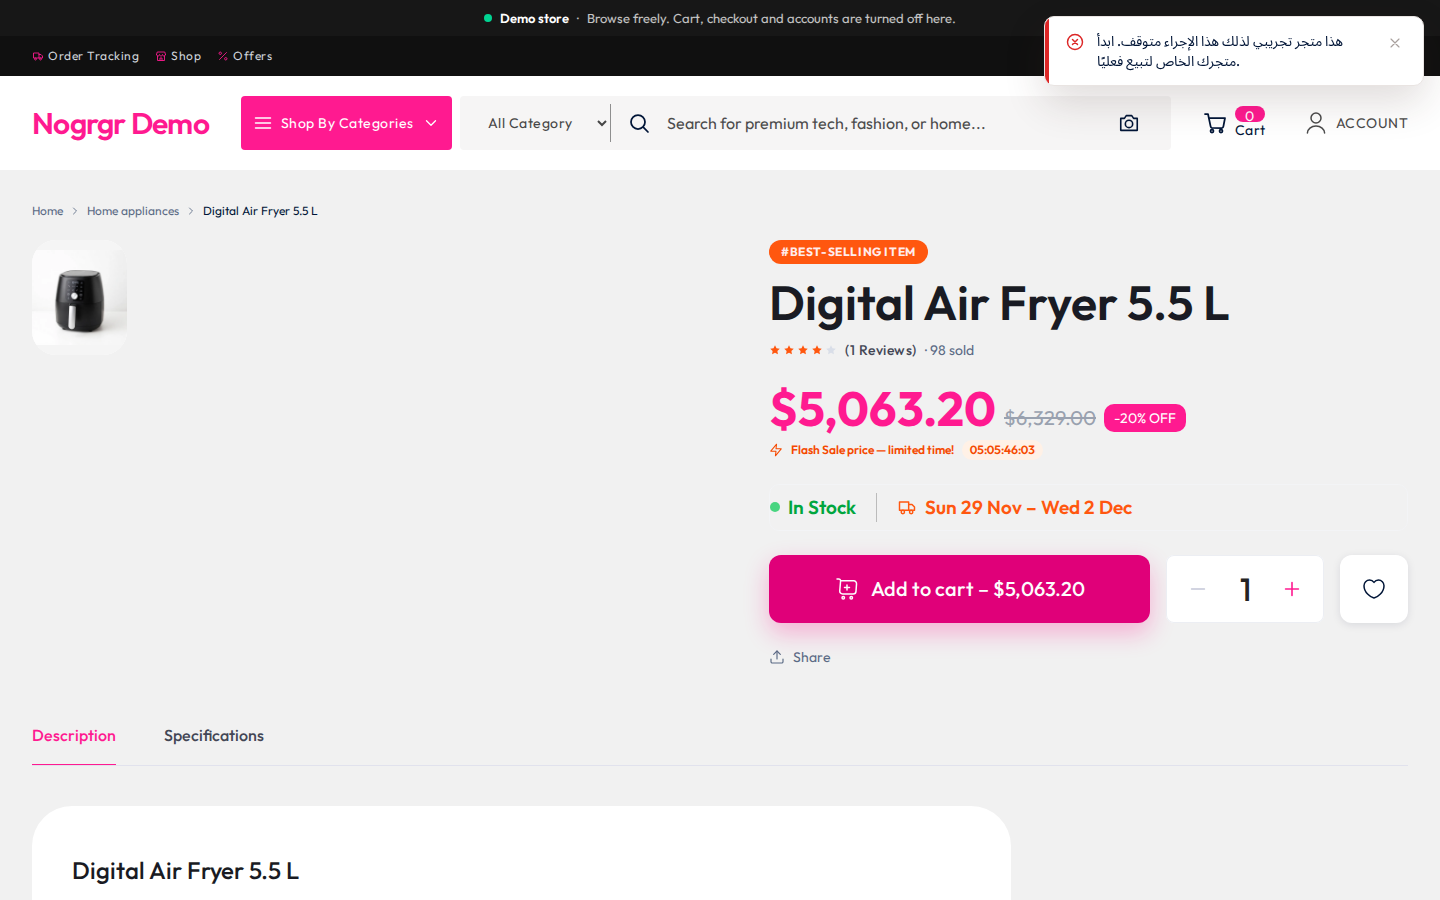 Demo store · Browse freely. Cart, checkout and accounts are turned off here.
هذا متجر تجريبي لذلك هذا الإجراء متوقف. ابدأ
متجرك الخاص لتبيع فعليًا.
Order Tracking Shop Offers
Nogrgr Demo
Shop By Categories
All Category
Search for premium tech, fashion, or home...
0
Cart
ACCOUNT
Home > Home appliances > Digital Air Fryer 5.5 L
#BEST-SELLING ITEM
Digital Air Fryer 5.5 L
(1 Reviews) · 98 sold
$5,063.20 $6,329.00 -20% OFF
Flash Sale price — limited time! 05:05:46:03
In Stock
Sun 29 Nov – Wed 2 Dec
Add to cart – $5,063.20
1
Share
Description
Specifications
Digital Air Fryer 5.5 L